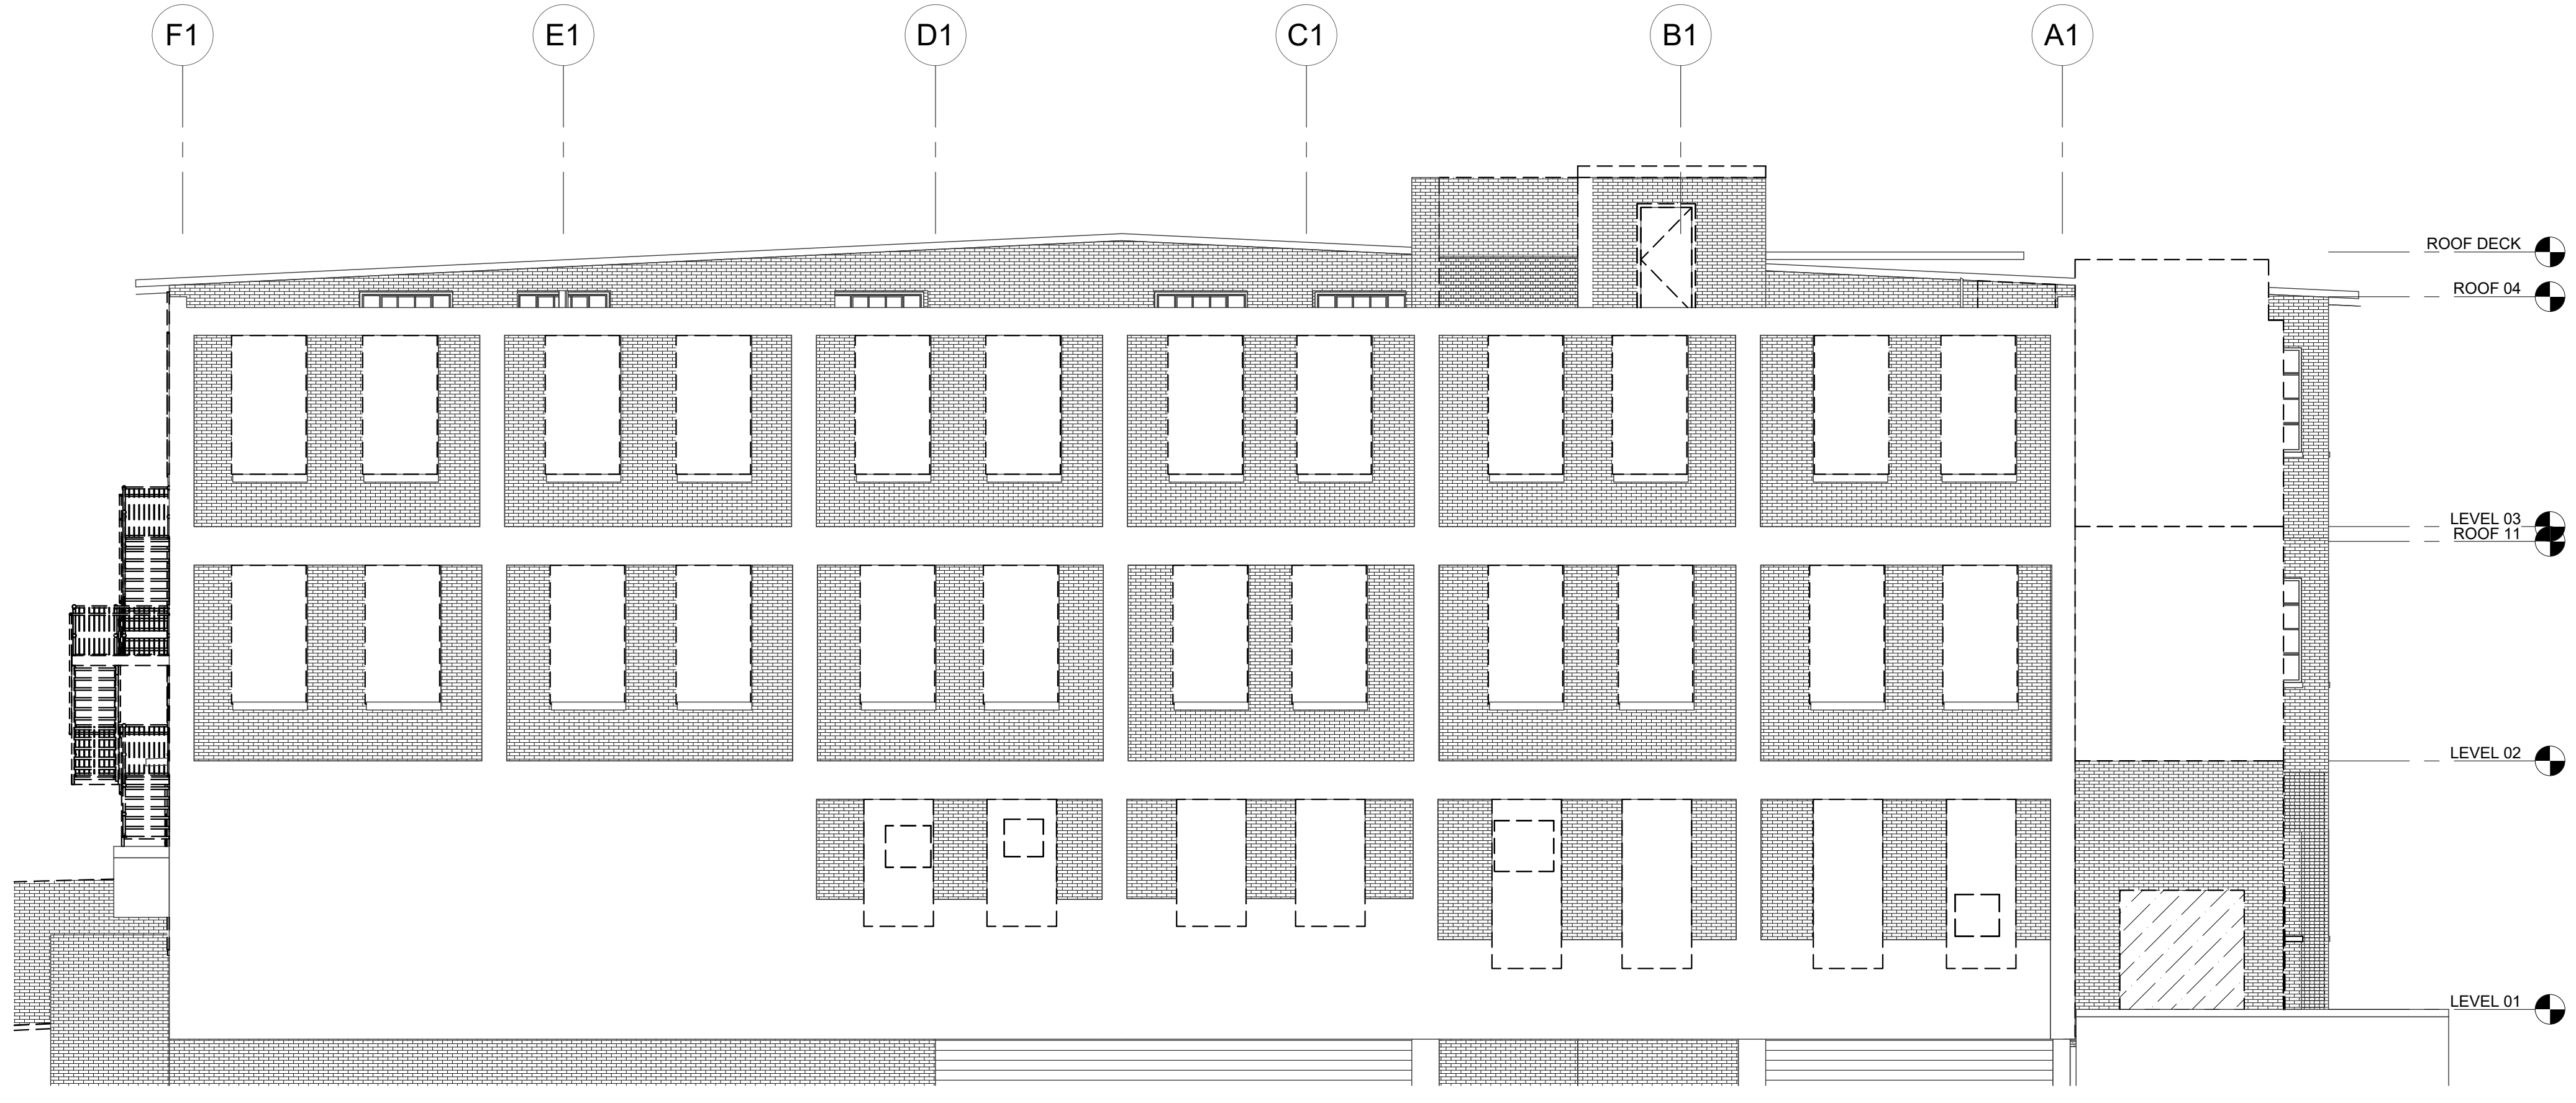 F1
E1
D1
C1
B1
A1
ROOF DECK
ROOF 04
LEVEL 03
ROOF 11
LEVEL 02
LEVEL 01